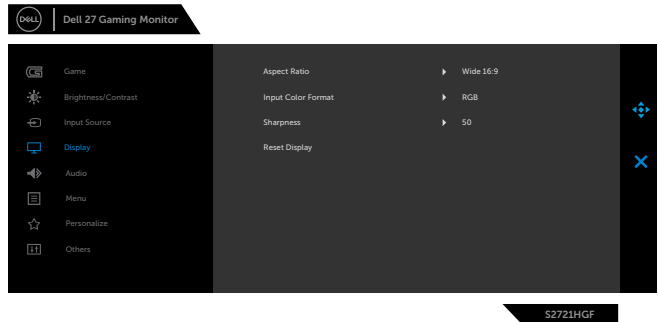 DELL
Dell 27 Gaming Monitor
Game
Aspect Ratio Wide 16:9
Brightness/Contrast
Input Color Format RGB
Input Source
Sharpness 50
Display
Reset Display
Audio
Menu
Personalize
Others
S2721HGF